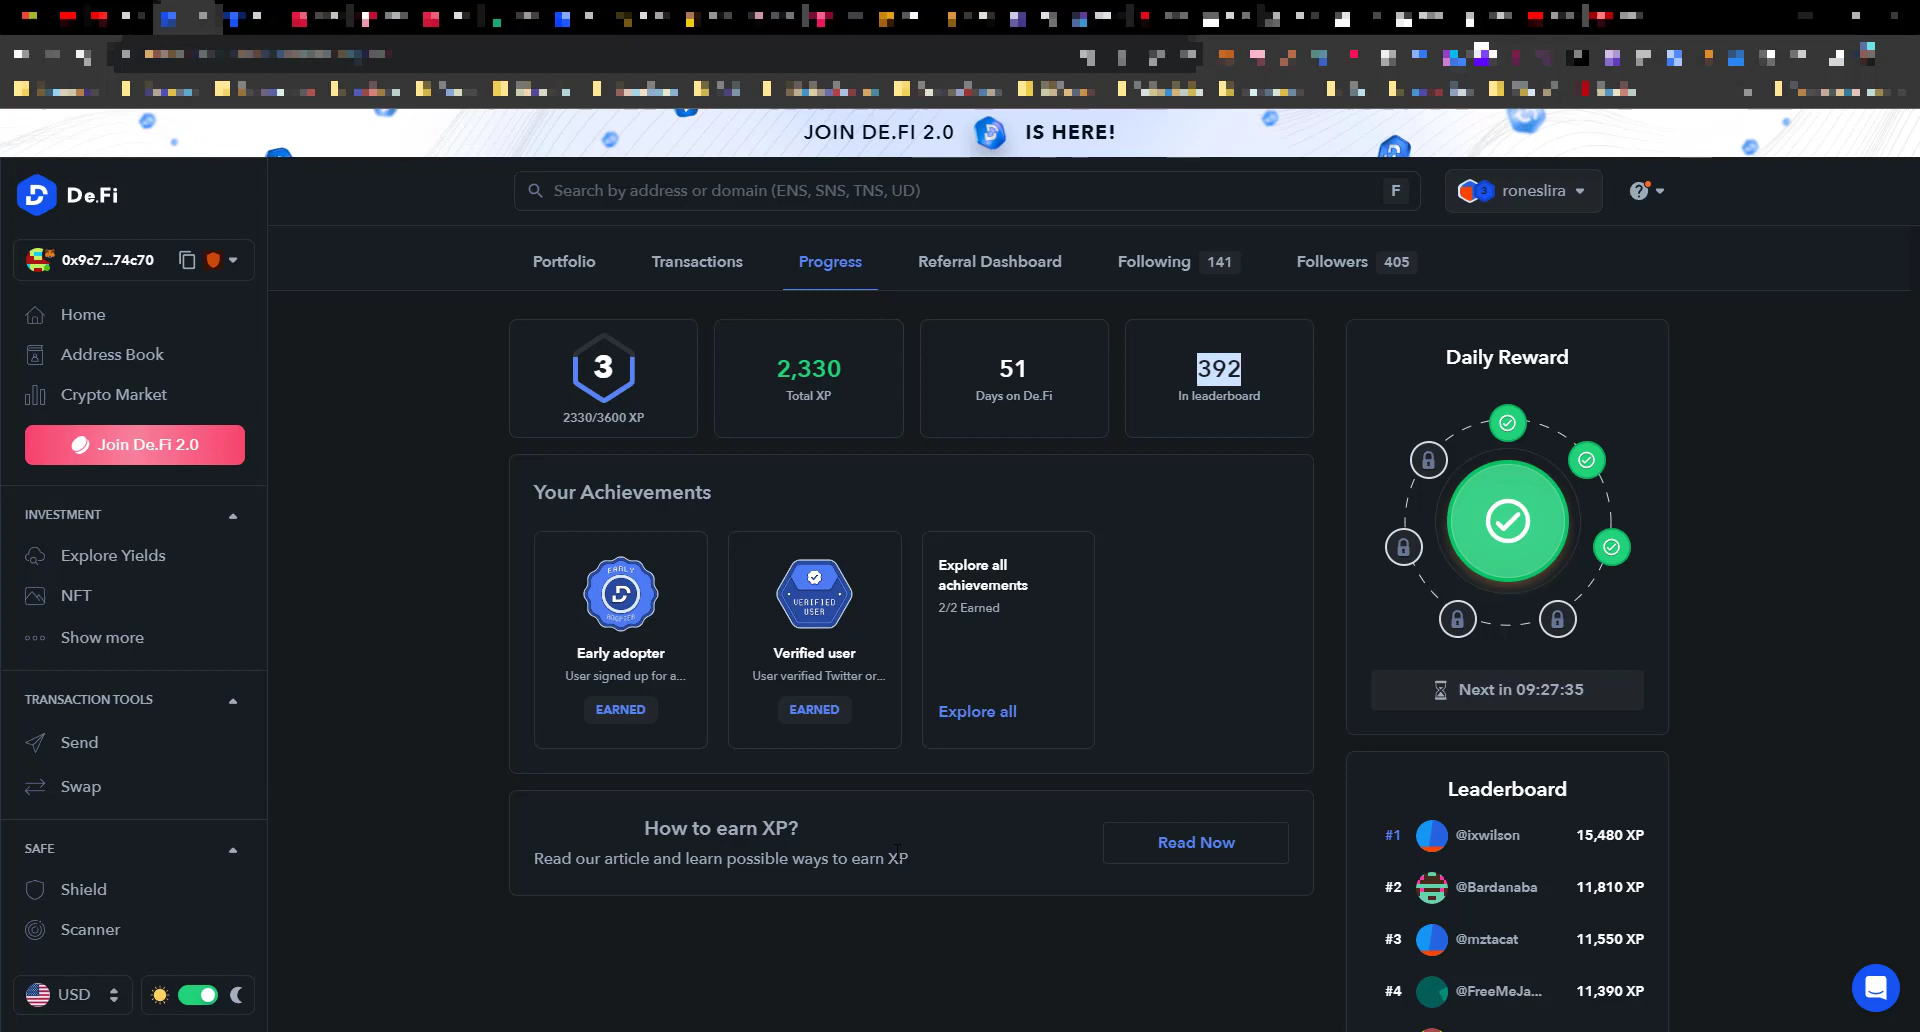 JOIN DE.FI 2.0 IS HERE!
De.Fi
Search by address or domain (ENS, SNS, TNS, UD)
F
3
roneslira
?
0x9c7...74c70
Home
Address Book
Crypto Market
Join De.Fi 2.0
INVESTMENT
Explore Yields
NFT
Show more
TRANSACTION TOOLS
Send
Swap
SAFE
Shield
Scanner
USD
Portfolio
Transactions
Progress
Referral Dashboard
Following 141
Followers 405
3
2330/3600 XP
2,330
Total XP
51
Days on De.Fi
392
In leaderboard
Your Achievements
EARLY
ADOPTER
Early adopter
User signed up for a...
EARNED
VERIFIED
USER
Verified user
User verified Twitter or...
EARNED
Explore all
achievements
2/2 Earned
Explore all
How to earn XP?
Read our article and learn possible ways to earn XP
Read Now
Daily Reward
Next in 09:27:35
Leaderboard
#1 @ixwilson 15,480 XP
#2 @Bardanaba 11,810 XP
#3 @mztacat 11,550 XP
#4 @FreeMeJa... 11,390 XP